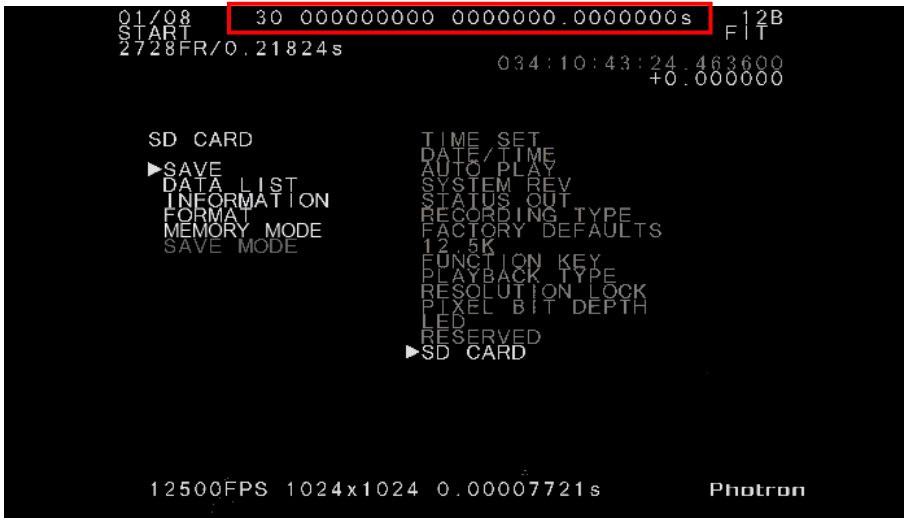 01/08 30 000000000 0000000.0000000s 12B
START FIT
2728FR/0.21824s
034:10:43:24.463600
+0.000000
SD CARD
▶SAVE
DATA LIST
INFORMATION
FORMAT
MEMORY MODE
SAVE MODE
TIME SET
DATE/TIME
AUTO PLAY
SYSTEM REV
STATUS OUT
RECORDING TYPE
FACTORY DEFAULTS
12.5K
FUNCTION KEY
PLAYBACK TYPE
RESOLUTION LOCK
PIXEL BIT DEPTH
LED
RESERVED
▶SD CARD
12500FPS 1024x1024 0.00007721s Photron